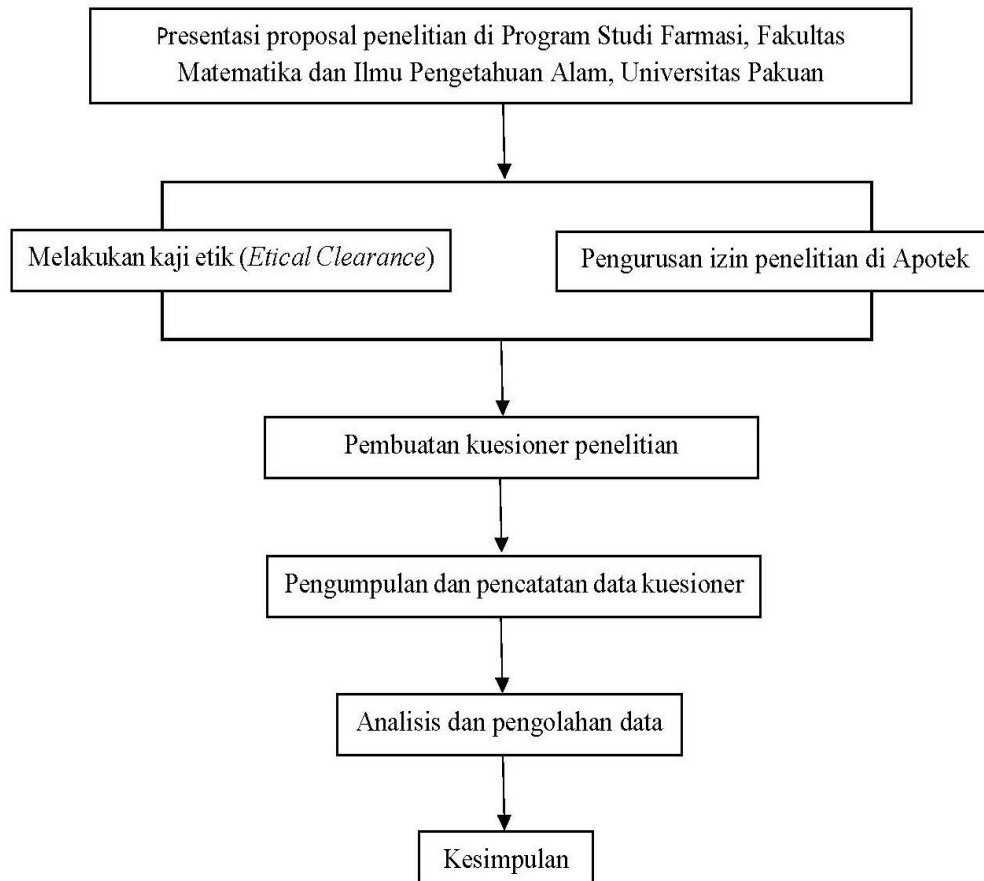 Presentasi proposal penelitian di Program Studi Farmasi, Fakultas
Matematika dan Ilmu Pengetahuan Alam, Universitas Pakuan
Melakukan kaji etik (Etical Clearance)
Pengurusan izin penelitian di Apotek
Pembuatan kuesioner penelitian
Pengumpulan dan pencatatan data kuesioner
Analisis dan pengolahan data
Kesimpulan